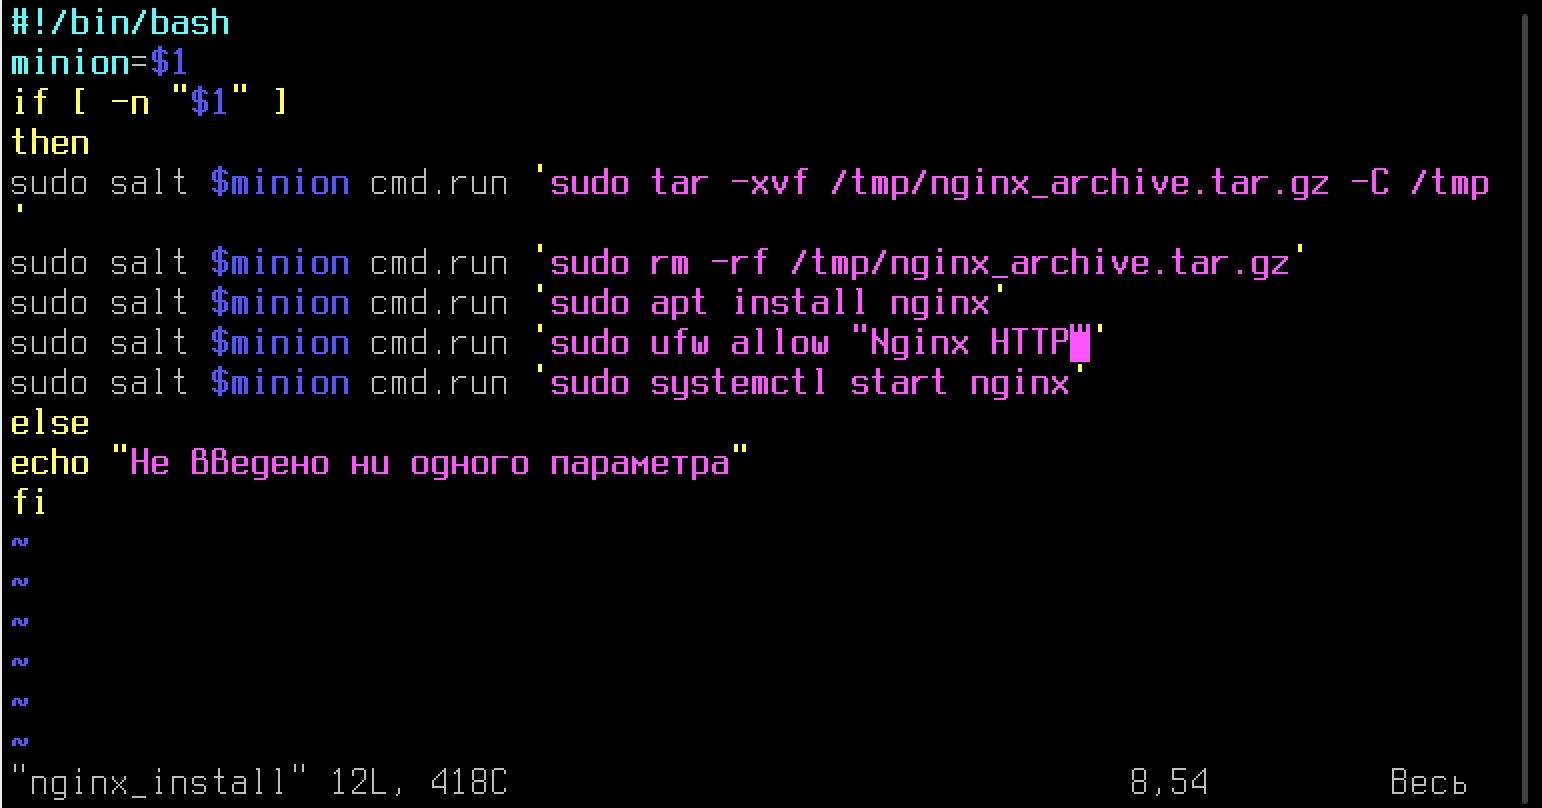 #!/bin/bash
minion=$1
if [ -n "$1" ]
then
sudo salt $minion cmd.run 'sudo tar -xvf /tmp/nginx_archive.tar.gz -C /tmp
'
sudo salt $minion cmd.run 'sudo rm -rf /tmp/nginx_archive.tar.gz'
sudo salt $minion cmd.run 'sudo apt install nginx'
sudo salt $minion cmd.run 'sudo ufw allow "Nginx HTTP"'
sudo salt $minion cmd.run 'sudo systemctl start nginx'
else
echo "Не введено ни одного параметра"
fi
~
~
~
~
~
~
"nginx_install" 12L, 418C 8,54 Весь